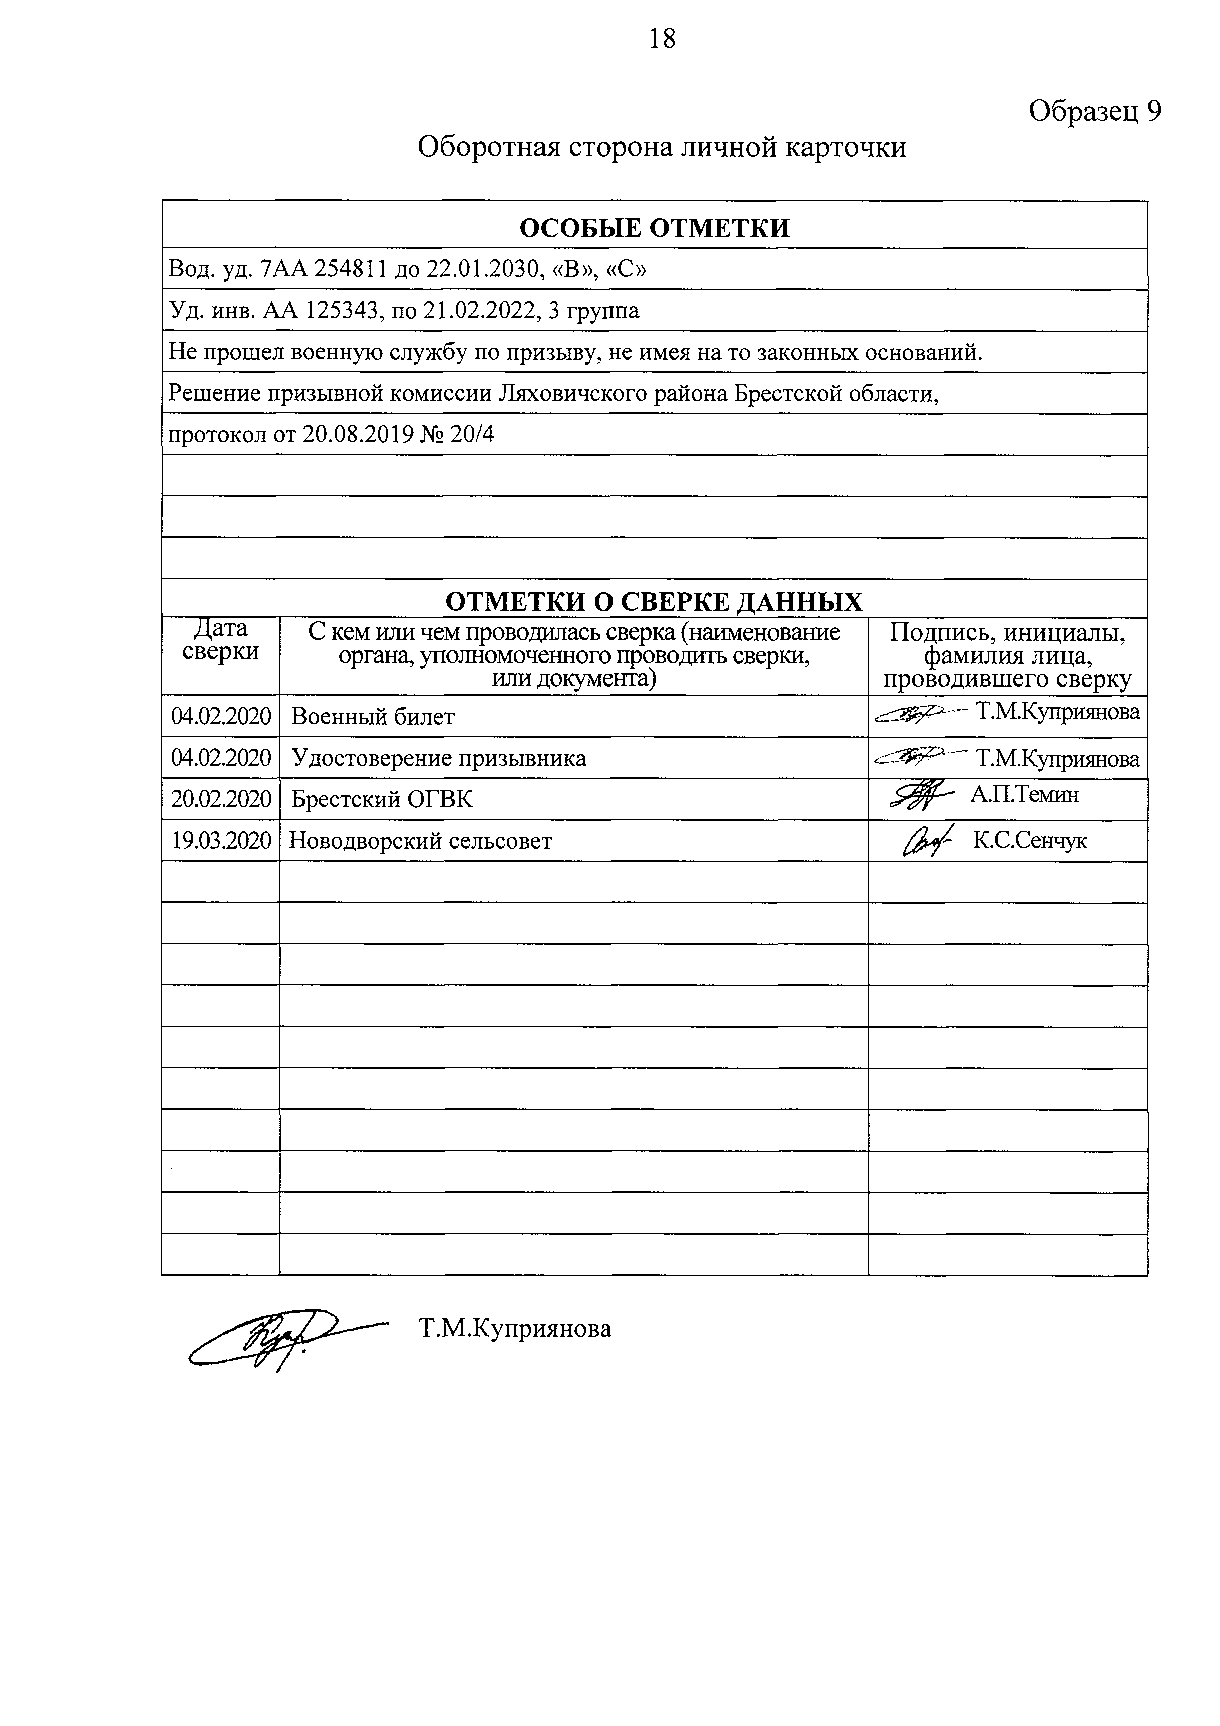 18
Образец 9
Оборотная сторона личной карточки
ОСОБЫЕ ОТМЕТКИ
Вод. уд. 7АА 254811 до 22.01.2030, «В», «С»
Уд. инв. АА 125343, по 21.02.2022, 3 группа
Не прошел военную службу по призыву, не имея на то законных оснований.
Решение призывной комиссии Ляховичского района Брестской области,
протокол от 20.08.2019 № 20/4
ОТМЕТКИ О СВЕРКЕ ДАННЫХ
Дата
сверки
С кем или чем проводилась сверка (наименование
органа, уполномоченного проводить сверки,
или документа)
Подпись, инициалы,
фамилия лица,
проводившего сверку
04.02.2020 Военный билет Т.М.Куприянова
04.02.2020 Удостоверение призывника Т.М.Куприянова
20.02.2020 Брестский ОГВК А.П.Темин
19.03.2020 Новодворский сельсовет К.С.Сенчук
Т.М.Куприянова